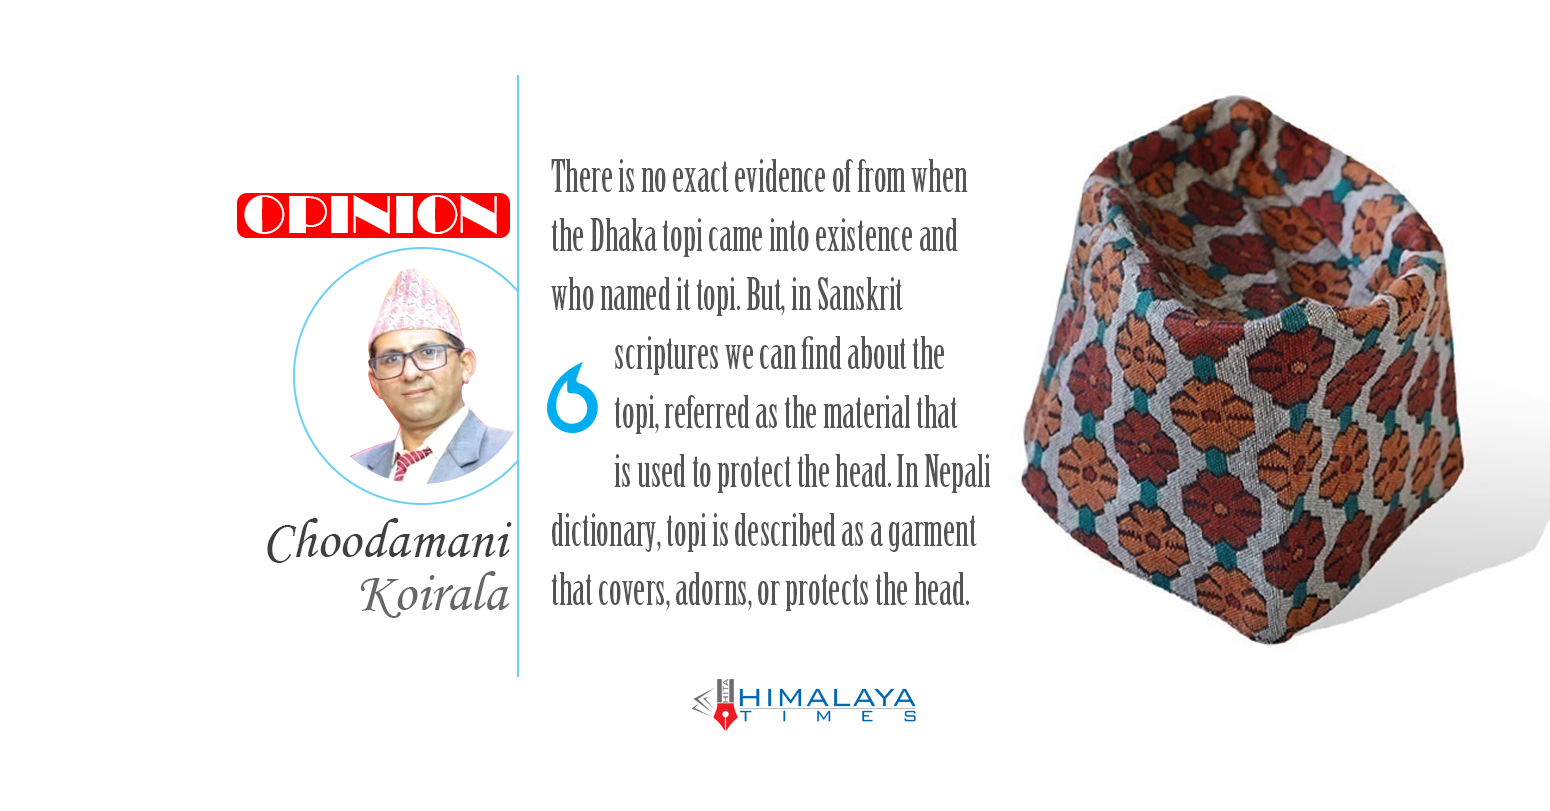 OPINION
Choodamani
Koirala
There is no exact evidence of from when
the Dhaka topi came into existence and
who named it topi. But, in Sanskrit
scriptures we can find about the
topi, referred as the material that
is used to protect the head. In Nepali
dictionary, topi is described as a garment
that covers, adorns, or protects the head.
HITA
HIMALAYA
TIMES